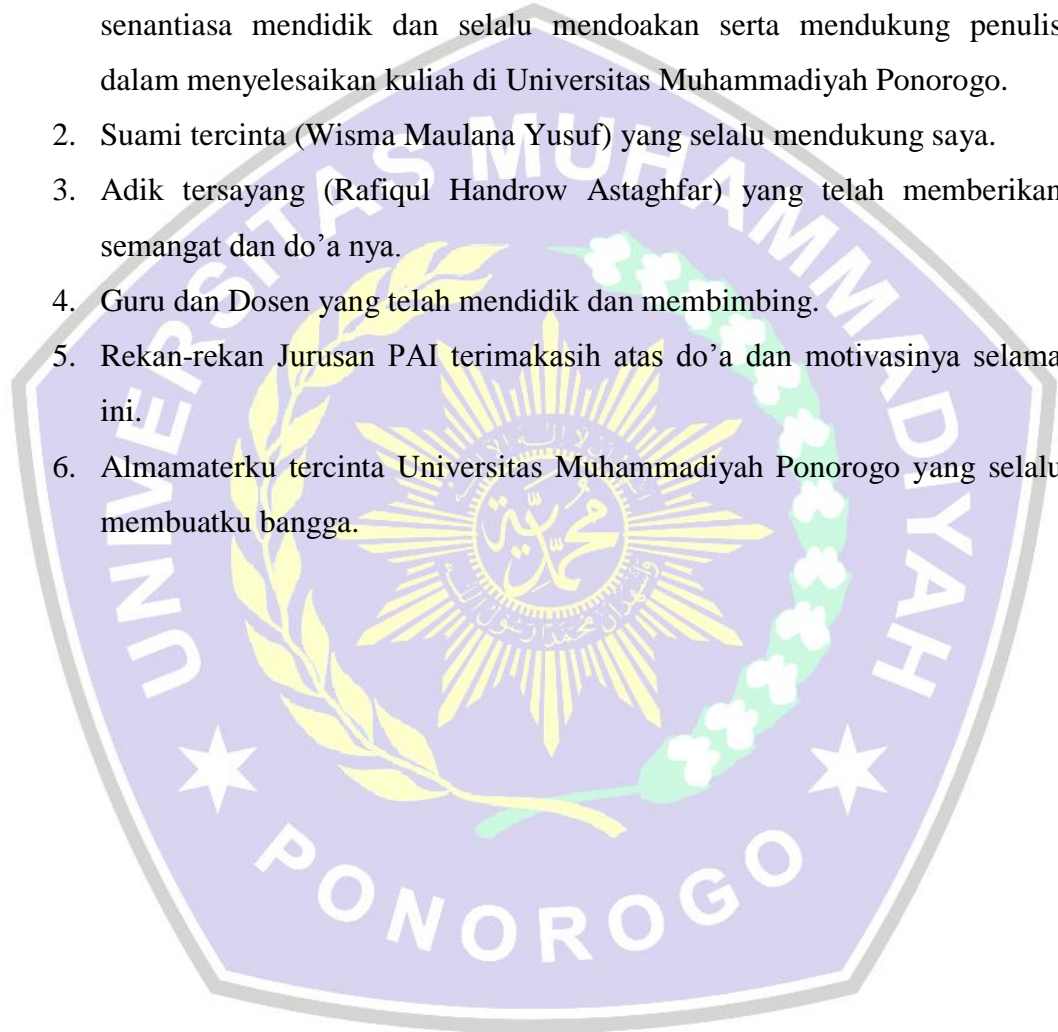 senantiasa mendidik dan selalu mendoakan serta mendukung penulis
dalam menyelesaikan kuliah di Universitas Muhammadiyah Ponorogo.
2. Suami tercinta (Wisma Maulana Yusuf) yang selalu mendukung saya.
3. Adik tersayang (Rafiqul Handrow Astaghfar) yang telah memberikan
semangat dan do’a nya.
4. Guru dan Dosen yang telah mendidik dan membimbing.
5. Rekan-rekan Jurusan PAI terimakasih atas do’a dan motivasinya selama
ini.
6. Almamaterku tercinta Universitas Muhammadiyah Ponorogo yang selalu
membuatku bangga.
UNIVERSITAS MUHAMMADIYAH
PONOROGO
محمدية